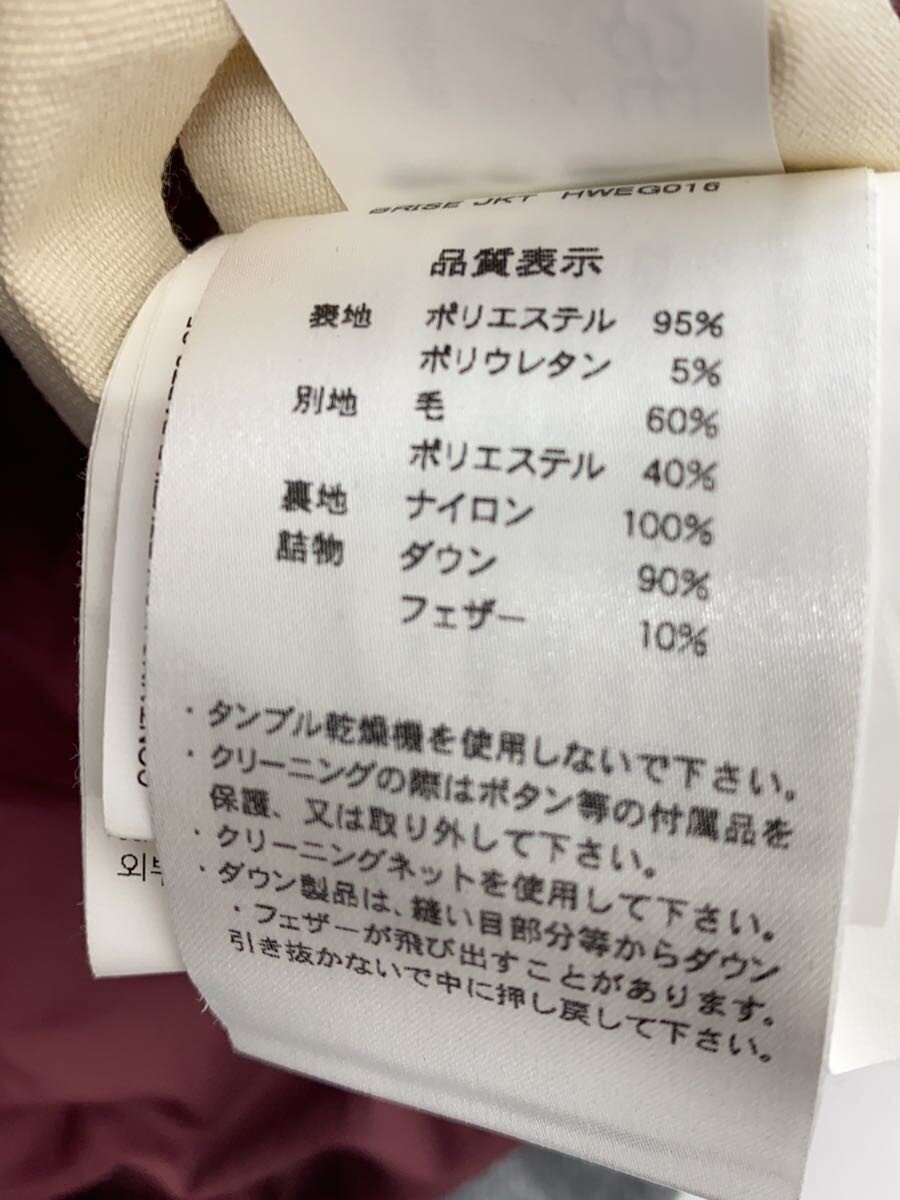 BRISE JKT HWEG016
品質表示
表地 ポリエステル 95%
ポリウレタン 5%
別地 毛 60%
ポリエステル 40%
裏地 ナイロン 100%
詰物 ダウン 90%
フェザー 10%
・タンブル乾燥機を使用しないで下さい。
・クリーニングの際はボタン等の付属品を
保護、又は取り外して下さい。
・クリーニングネットを使用して下さい。
・ダウン製品は、縫い目部分等からダウン
・フェザーが飛び出すことがあります。
引き抜かないで中に押し戻して下さい。
외부